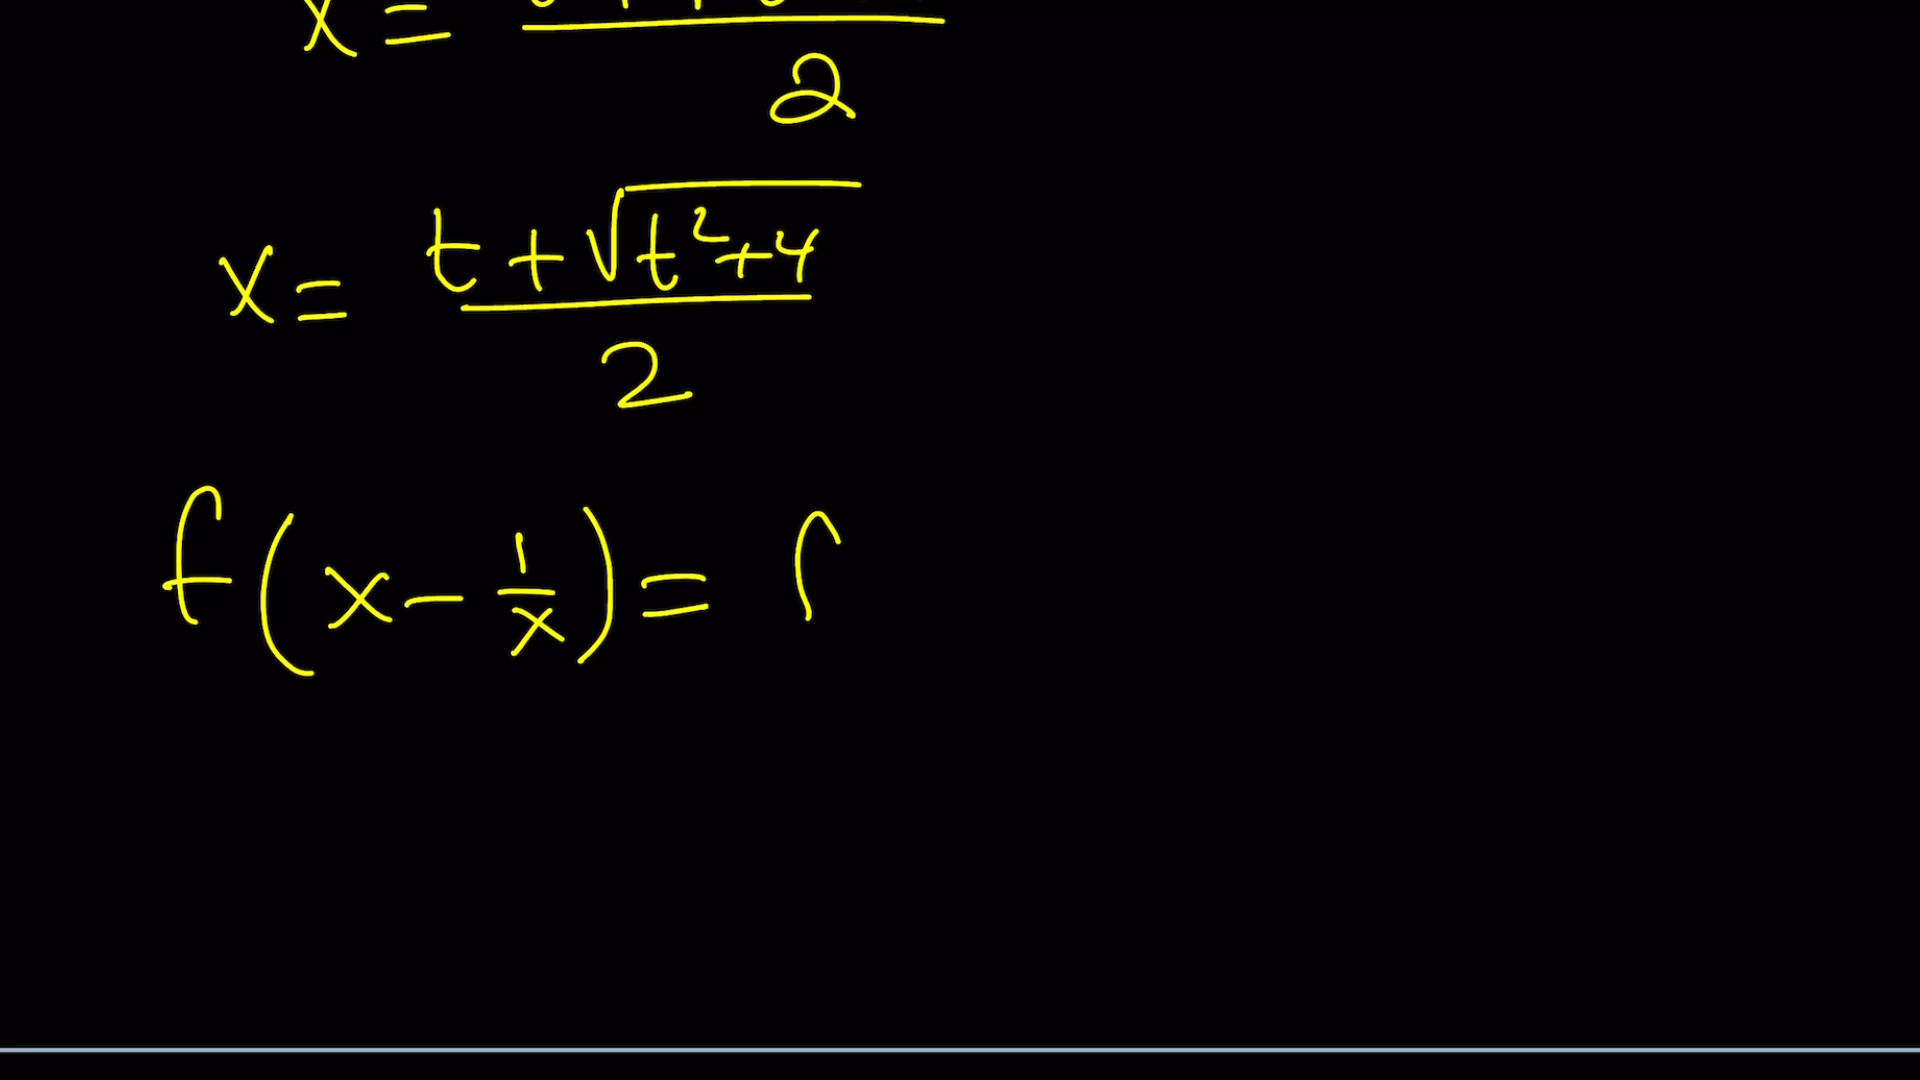 x = 2
x = (t + √(t² + 4)) / 2
f(x - 1/x) =